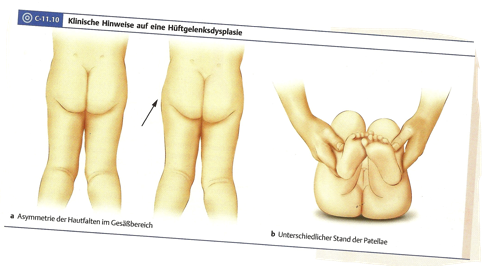 C-11.10 Klinische Hinweise auf eine Hüftgelenksdysplasie
a Asymmetrie der Hautfalten im Gesäßbereich
b Unterschiedlicher Stand der Patellae